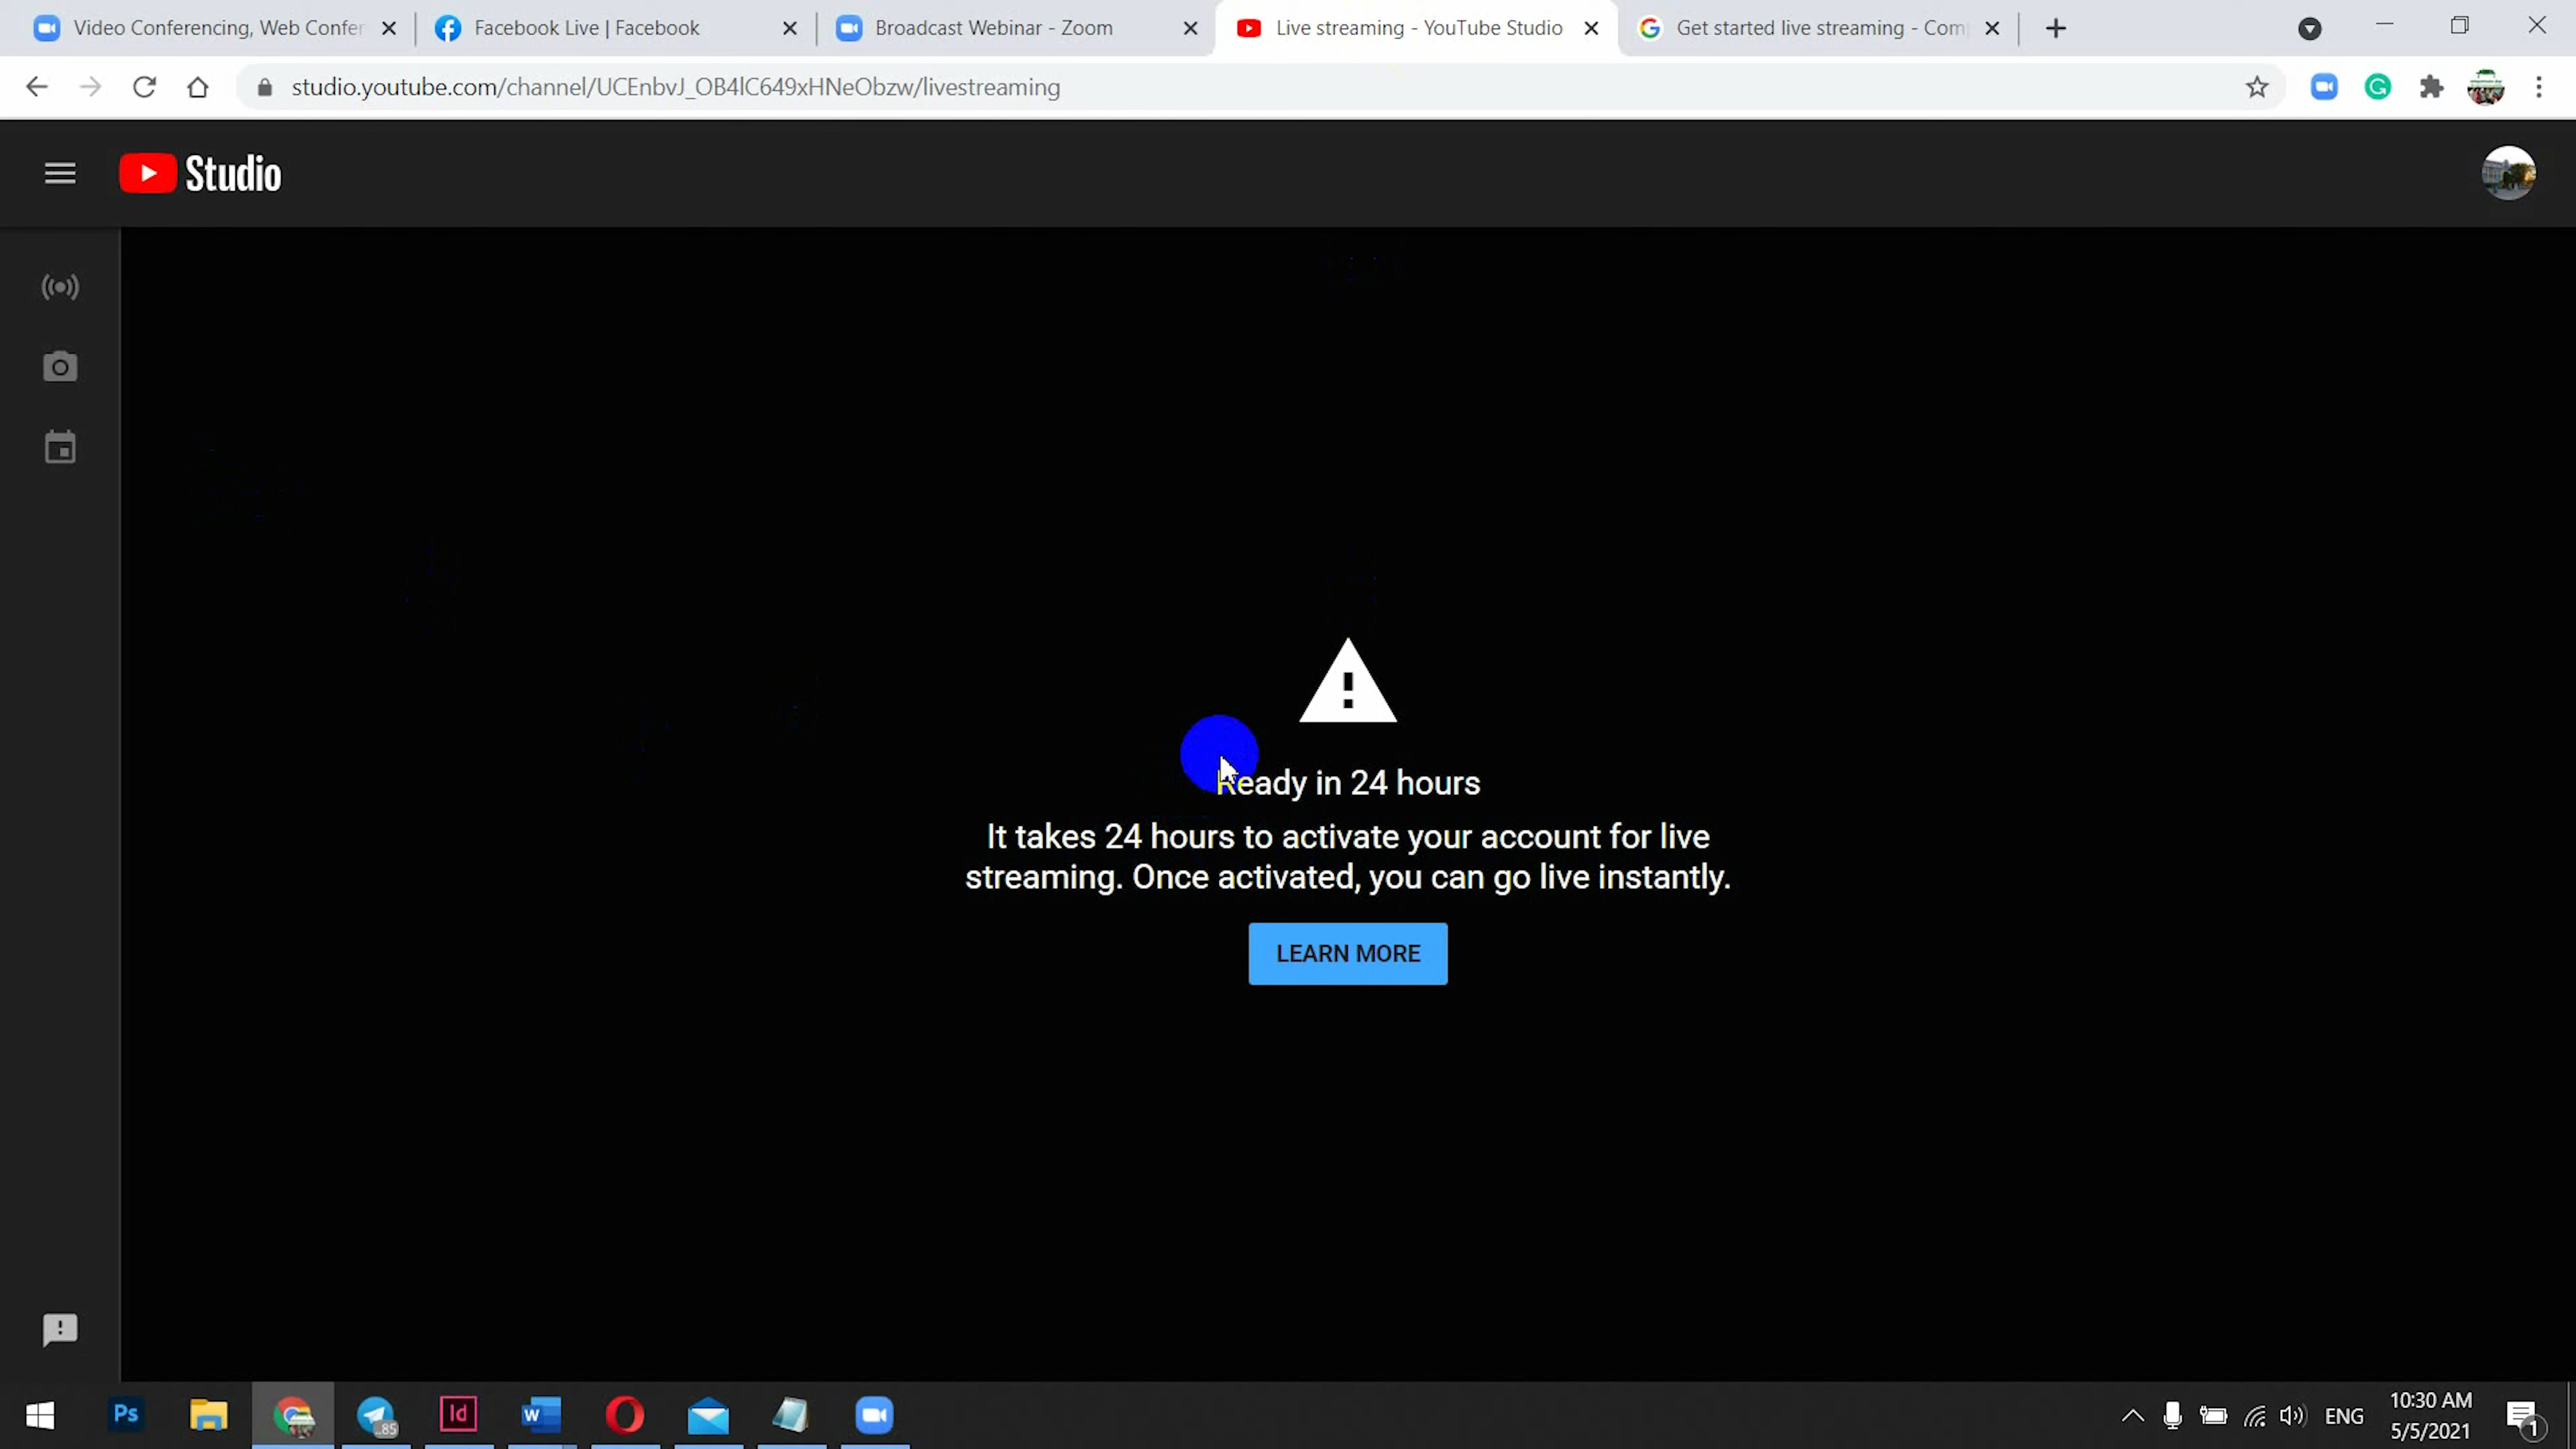 Video Conferencing, Web Confer
Facebook Live | Facebook
Broadcast Webinar - Zoom
Live streaming - YouTube Studio
Get started live streaming - Com
studio.youtube.com/channel/UCEnbvJ_OB4lC649xHNeObzw/livestreaming
Studio
Ready in 24 hours
It takes 24 hours to activate your account for live
streaming. Once activated, you can go live instantly.
LEARN MORE
Ps
..85
Id
W
ENG
10:30 AM
5/5/2021
1